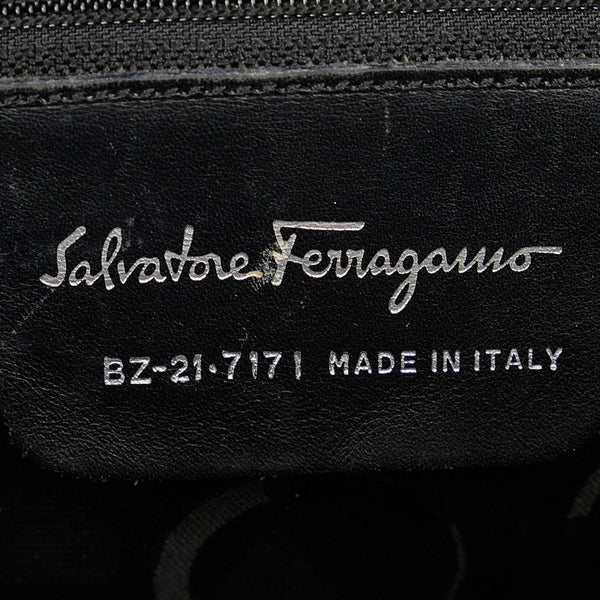 Salvatore Ferragamo
BZ-21·7171 MADE IN ITALY